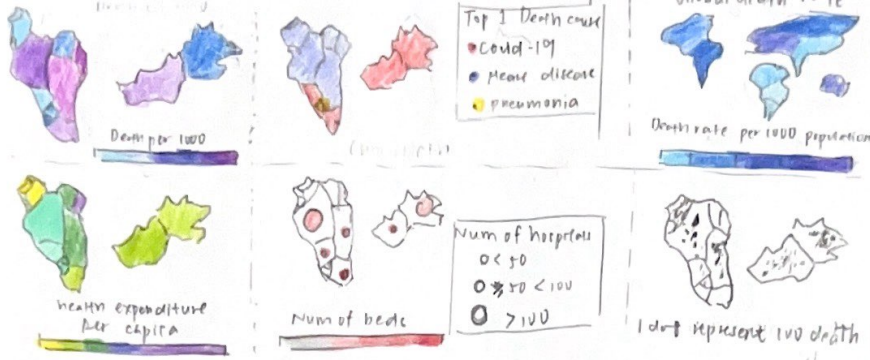 Top 1 Death cause
Covid-19
Heart disease
pneumonia
Death per 1000
Death rate per 1000 population
health expenditure
per capita
Num of beds
Num of hospitals
< 50
50 < 100
> 100
1 dot represent 100 death